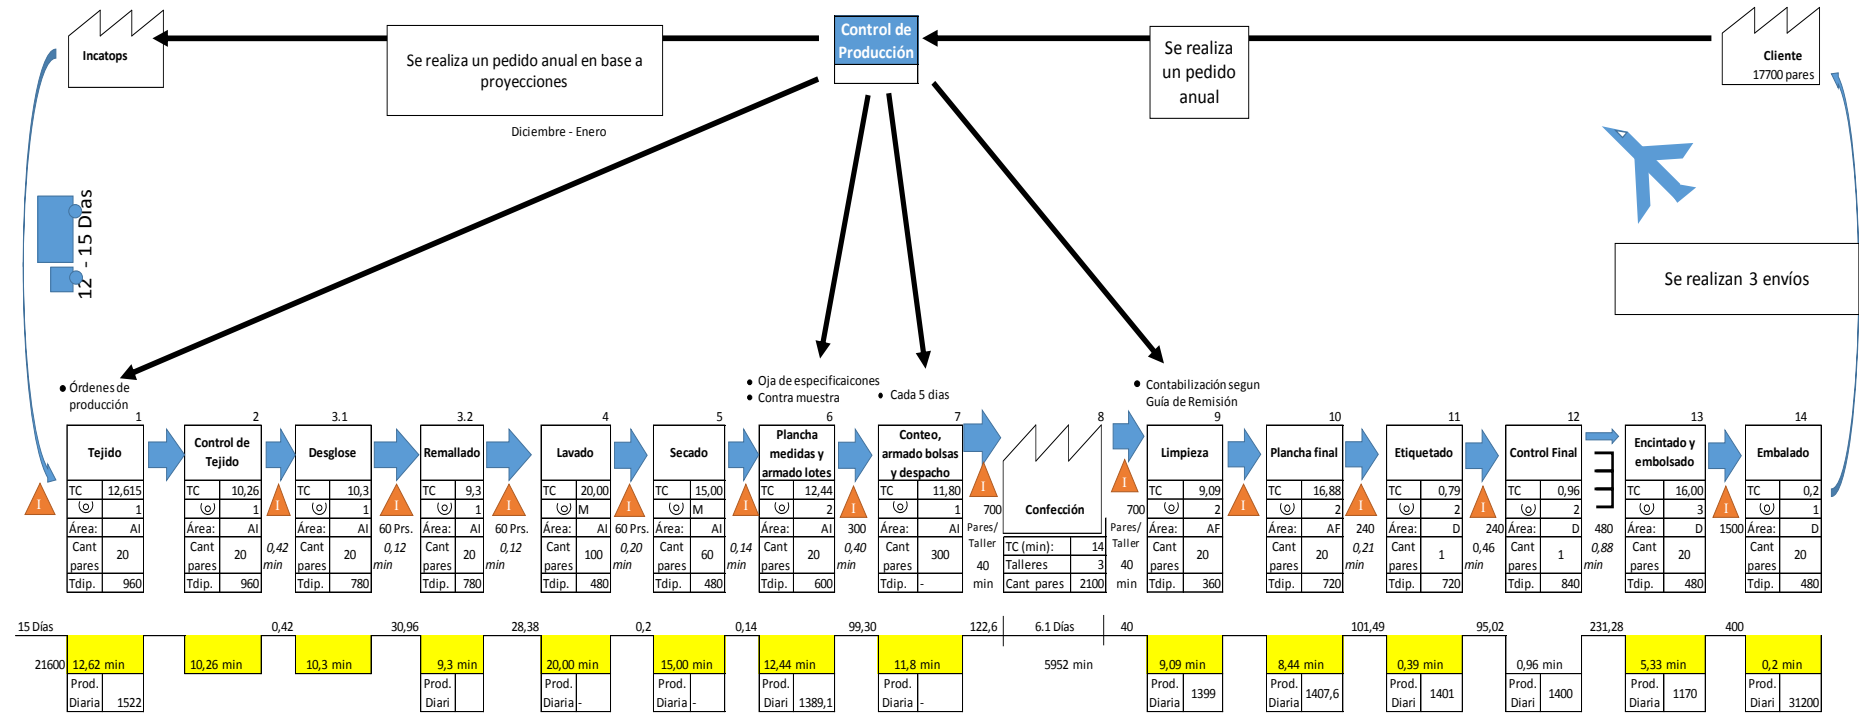 Incatops
Se realiza un pedido anual en base a
proyecciones
Diciembre - Enero
Control de
Producción
Se realiza
un pedido
anual
Cliente
17700 pares
12 - 15 Días
Se realizan 3 envíos
• Órdenes de
producción
• Oja de especificaicones
• Contra muestra
• Cada 5 dias
• Contabilización segun
Guía de Remisión
1
Tejido
TC 12,615
1
Área: AI
Cant
pares 20
Tdip. 960
2
Control de
Tejido
TC 10,26
1
Área: AI
Cant
pares 20
Tdip. 960
I
0,42
min
3.1
Desglose
TC 10,3
1
Área: AI
Cant
pares 20
Tdip. 780
I
60 Prs.
0,12
min
3.2
Remallado
TC 9,3
1
Área: AI
Cant
pares 20
Tdip. 780
I
60 Prs.
0,12
min
4
Lavado
TC 20,00
M
Área: AI
Cant
pares 100
Tdip. 480
I
60 Prs.
0,20
min
5
Secado
TC 15,00
M
Área: AI
Cant
pares 60
Tdip. 480
I
0,14
min
6
Plancha
medidas y
armado lotes
TC 12,44
2
Área: AI
Cant
pares 20
Tdip. 600
I
300
0,40
min
7
Conteo,
armado bolsas
y despacho
TC 11,80
1
Área: AI
Cant
pares 300
Tdip. -
I
700
Pares/
Taller
40
min
8
Confección
TC (min): 14
Talleres 3
Cant pares 2100
I
700
Pares/
Taller
40
min
9
Limpieza
TC 9,09
2
Área: AF
Cant
pares 20
Tdip. 360
I
10
Plancha final
TC 16,88
2
Área: AF
Cant
pares 20
Tdip. 720
I
240
0,21
min
11
Etiquetado
TC 0,79
2
Área: D
Cant
pares 1
Tdip. 720
I
240
0,46
min
12
Control Final
TC 0,96
2
Área: D
Cant
pares 1
Tdip. 840
480
0,88
min
13
Encintado y
embolsado
TC 16,00
3
Área: D
Cant
pares 20
Tdip. 480
I
1500
14
Embalado
TC 0,2
1
Área: D
Cant
pares 20
Tdip. 480
I
15 Días 0,42 30,96 28,38 0,2 0,14 99,30 122,6 6.1 Días 40 101,49 95,02 231,28 400
21600 12,62 min 10,26 min 10,3 min 9,3 min 20,00 min 15,00 min 12,44 min 11,8 min 5952 min 9,09 min 8,44 min 0,39 min 0,96 min 5,33 min 0,2 min
Prod.
Diaria 1522
Prod.
Diari
Prod.
Diaria -
Prod.
Diaria -
Prod.
Diari 1389,1
Prod.
Diaria -
Prod.
Diaria 1399
Prod.
Diaria 1407,6
Prod.
Diaria 1401
Prod.
Diari 1400
Prod.
Diaria 1170
Prod.
Diari 31200